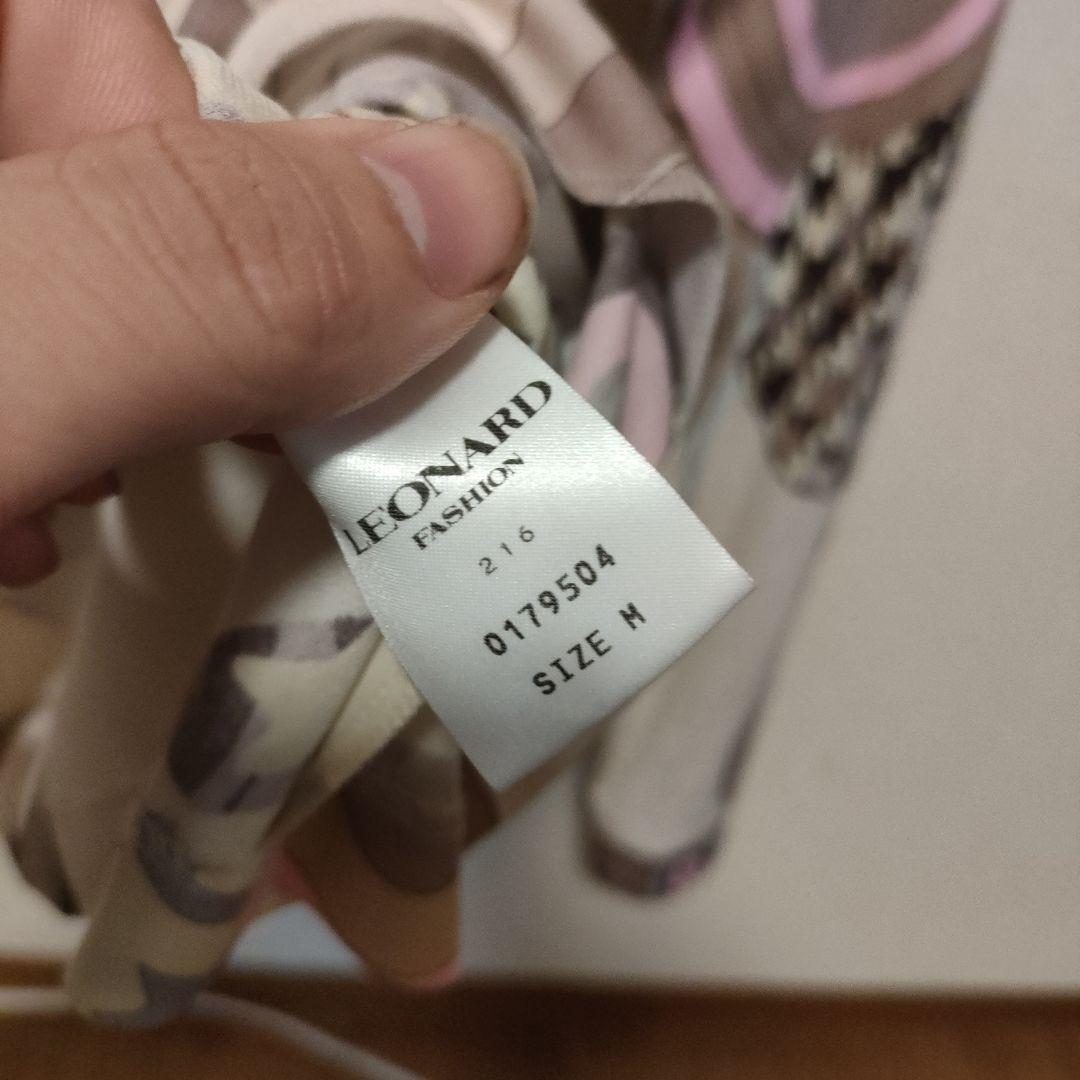 LEONARD
FASHION
216
0179504
SIZE M